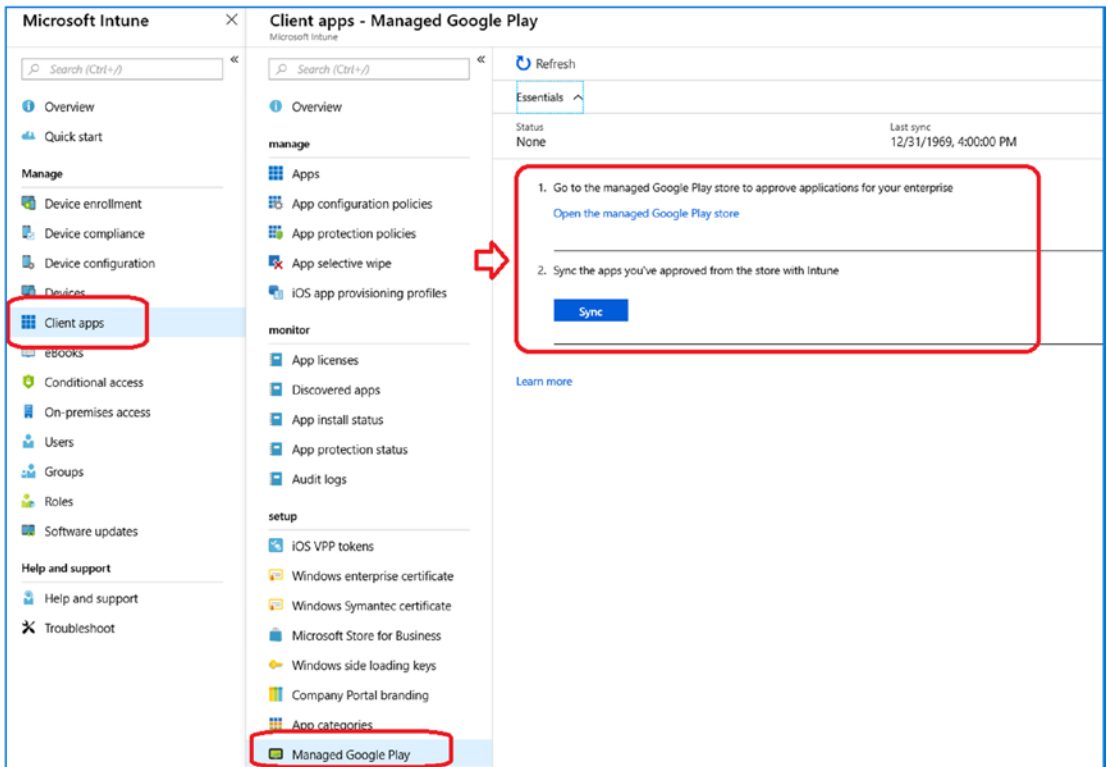 Microsoft Intune
Search (Ctrl+/)
Overview
Quick start
Manage
Device enrollment
Device compliance
Device configuration
Devices
Client apps
eBooks
Conditional access
On-premises access
Users
Groups
Roles
Software updates
Help and support
Help and support
Troubleshoot
Client apps - Managed Google Play
Microsoft Intune
Search (Ctrl+/)
Overview
manage
Apps
App configuration policies
App protection policies
App selective wipe
iOS app provisioning profiles
monitor
App licenses
Discovered apps
App install status
App protection status
Audit logs
setup
iOS VPP tokens
Windows enterprise certificate
Windows Symantec certificate
Microsoft Store for Business
Windows side loading keys
Company Portal branding
App categories
Managed Google Play
Refresh
Essentials
Status
None
Last sync
12/31/1969, 4:00:00 PM
1. Go to the managed Google Play store to approve applications for your enterprise
Open the managed Google Play store
2. Sync the apps you've approved from the store with Intune
Sync
Learn more